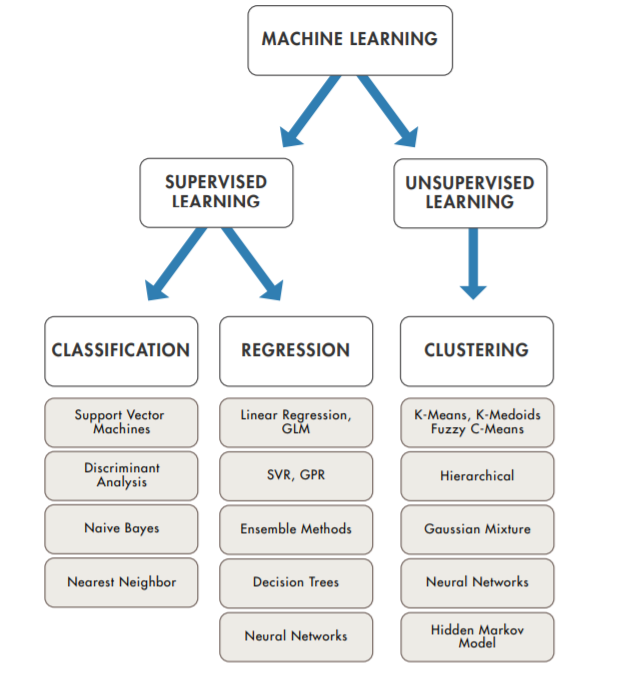 MACHINE LEARNING
SUPERVISED
LEARNING
UNSUPERVISED
LEARNING
CLASSIFICATION
Support Vector
Machines
Discriminant
Analysis
Naive Bayes
Nearest Neighbor
REGRESSION
Linear Regression,
GLM
SVR, GPR
Ensemble Methods
Decision Trees
Neural Networks
CLUSTERING
K-Means, K-Medoids
Fuzzy C-Means
Hierarchical
Gaussian Mixture
Neural Networks
Hidden Markov
Model